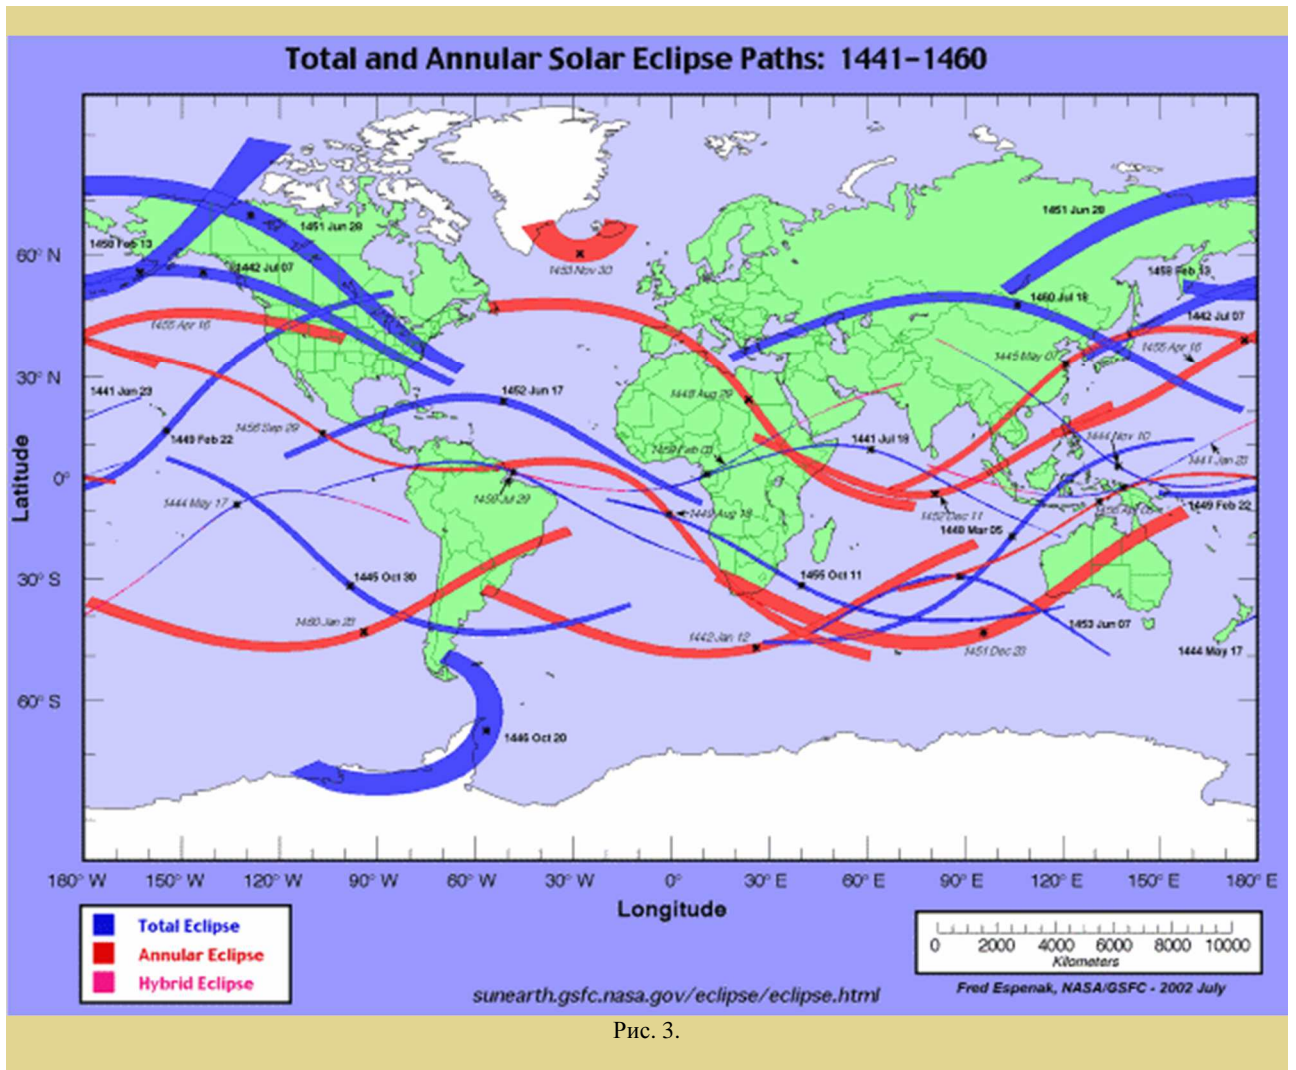 Total and Annular Solar Eclipse Paths: 1441–1460
1451 Jun 28
1451 Jun 28
1458 Feb 13
60° N
1442 Jul 07
1453 Nov 30
1458 Feb 13
1460 Jul 18
1442 Jul 07
1455 Apr 16
1445 May 07
1455 Apr 16
30° N
1441 Jan 23
1452 Jun 17
1448 Aug 29
1449 Feb 22
1456 Sep 29
1441 Jul 18
1444 Nov 10
1459 Feb 03
1441 Jan 23
0°
Latitude
1444 May 17
1459 Jul 29
1449 Aug 18
1452 Dec 11
1449 Feb 22
1448 Mar 05
30° S
1445 Oct 30
1455 Oct 11
1460 Jan 23
1442 Jan 12
1451 Dec 23
1453 Jun 07
1444 May 17
60° S
1446 Oct 20
180° W 150° W 120° W 90° W 60° W 30° W 0° 30° E 60° E 90° E 120° E 150° E 180° E
Longitude
Total Eclipse
Annular Eclipse
Hybrid Eclipse
0 2000 4000 6000 8000 10000
Kilometers
sunearth.gsfc.nasa.gov/eclipse/eclipse.html
Fred Espenak, NASA/GSFC - 2002 July
Рис. 3.